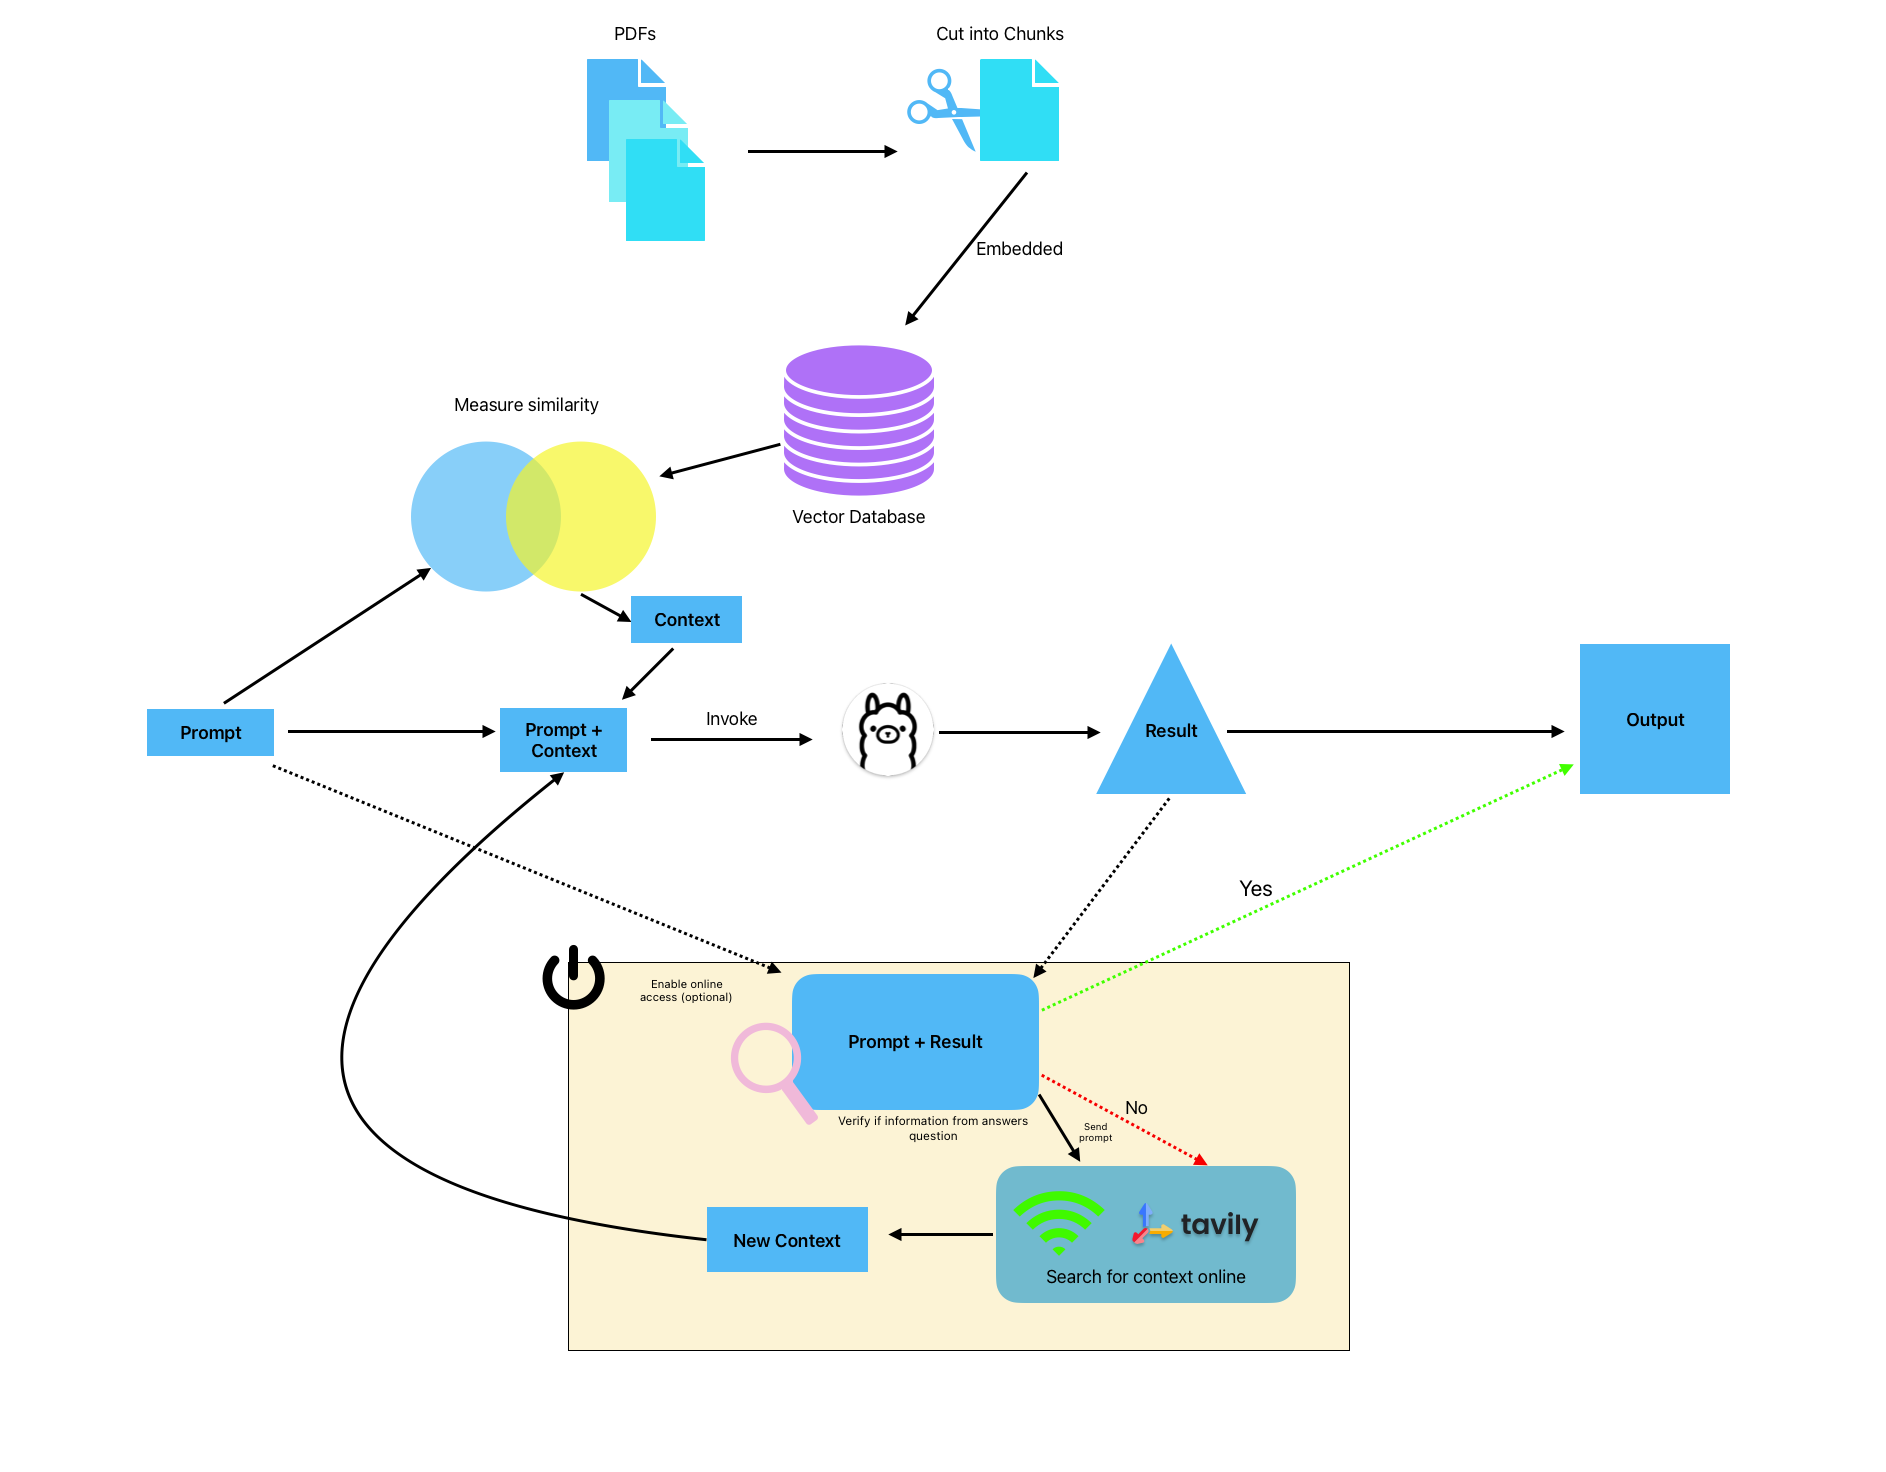 PDFs
Cut into Chunks
Embedded
Measure similarity
Vector Database
Context
Prompt
Prompt +
Context
Invoke
Result
Output
Yes
Enable online
access (optional)
Prompt + Result
Verify if information from answers
question
No
Send
prompt
tavily
Search for context online
New Context